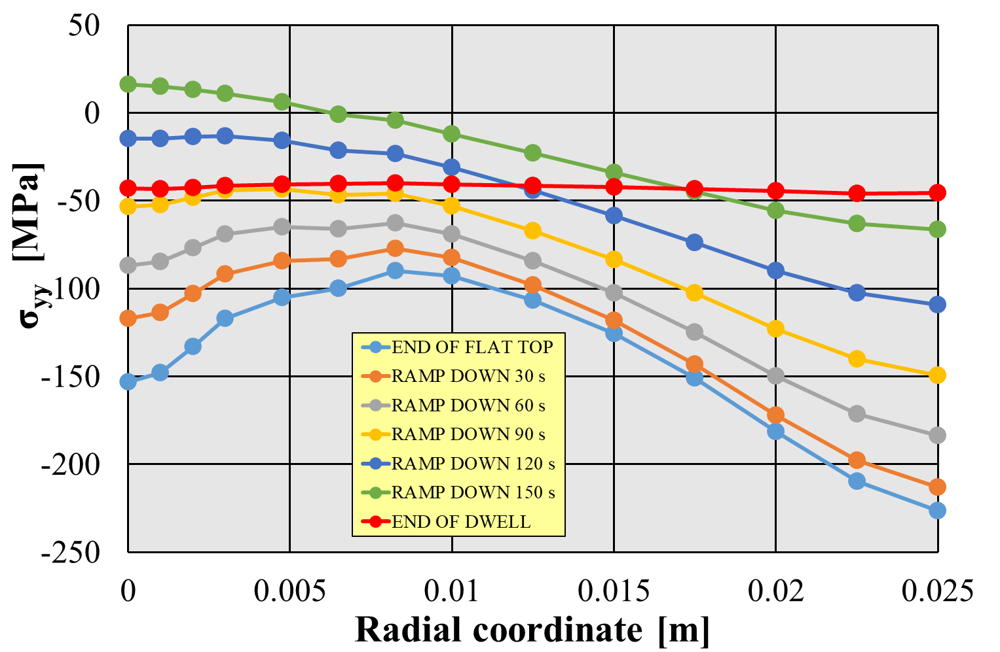 50
0
-50
-100
-150
-200
-250
σyy [MPa]
END OF FLAT TOP
RAMP DOWN 30 s
RAMP DOWN 60 s
RAMP DOWN 90 s
RAMP DOWN 120 s
RAMP DOWN 150 s
END OF DWELL
0 0.005 0.01 0.015 0.02 0.025
Radial coordinate [m]